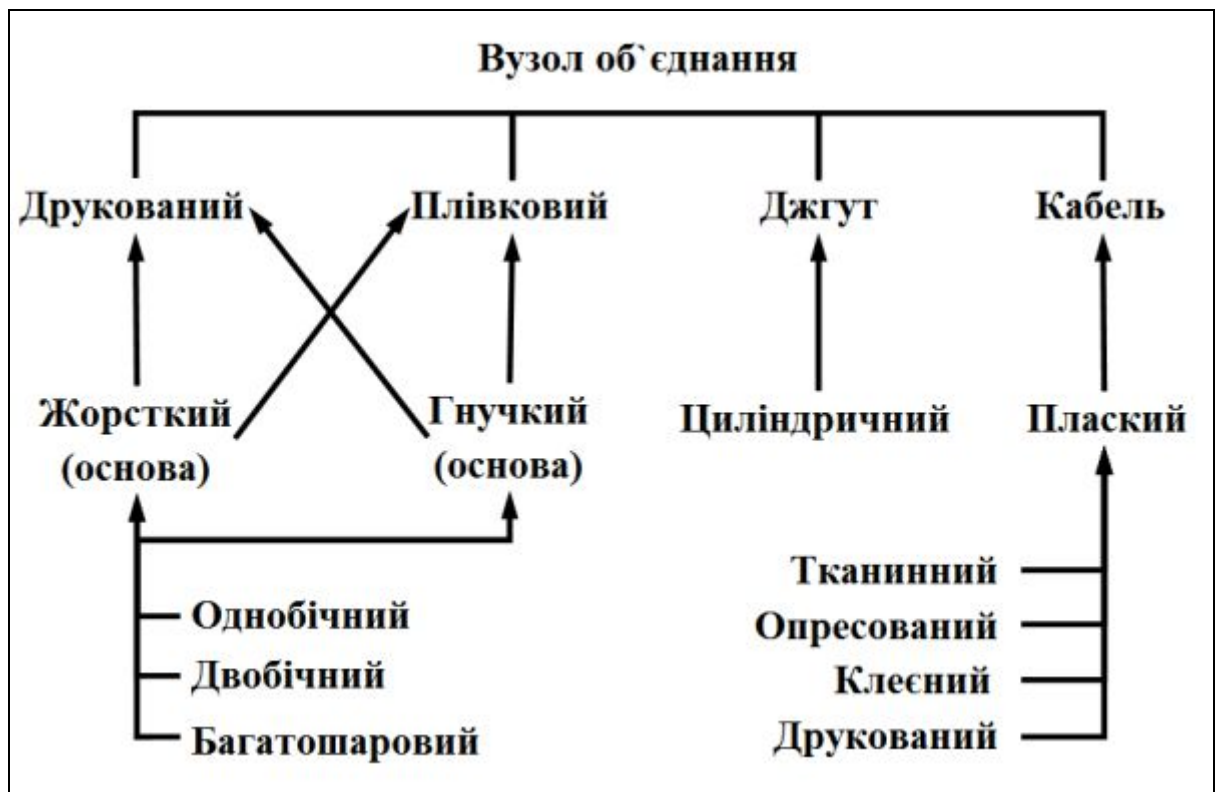 Вузол об`єднання
Друкований Плівковий Джгут Кабель
Жорсткий Гнучкий Циліндричний Плаский
(основа) (основа)
Тканинний
Однобічний Опресований
Двобічний Клеєний
Багатошаровий Друкований